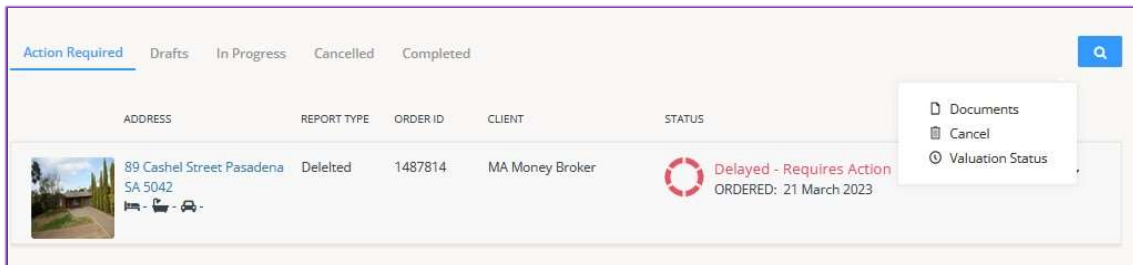 Action Required Drafts In Progress Cancelled Completed
ADDRESS REPORT TYPE ORDER ID CLIENT STATUS
Documents
Cancel
Valuation Status
89 Cashel Street Pasadena Delelted 1487814 MA Money Broker Delayed - Requires Action
SA 5042 ORDERED: 21 March 2023
- - -